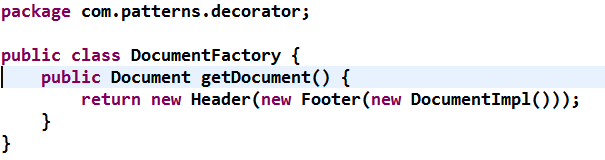 package com.patterns.decorator;
public class DocumentFactory {
public Document getDocument() {
return new Header(new Footer(new DocumentImpl()));
}
}